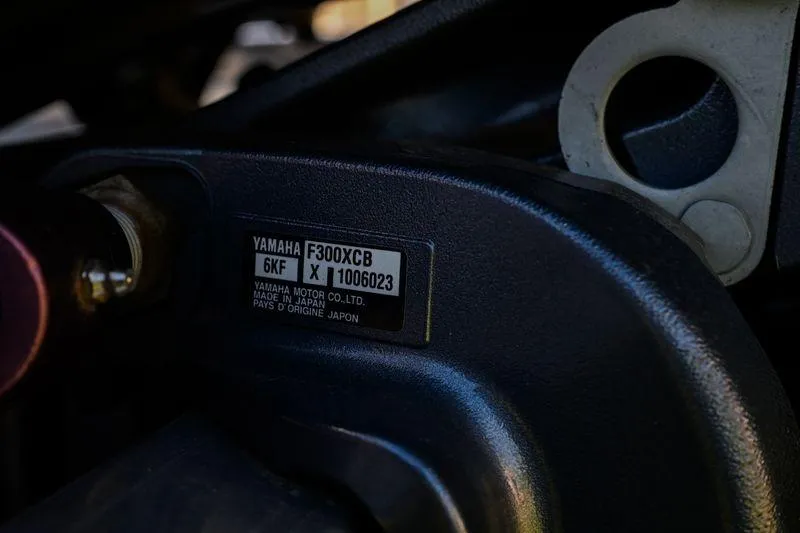 YAMAHA F300XCB
6KF X 1006023
YAMAHA MOTOR CO.,LTD.
MADE IN JAPAN
PAYS D'ORIGINE JAPON